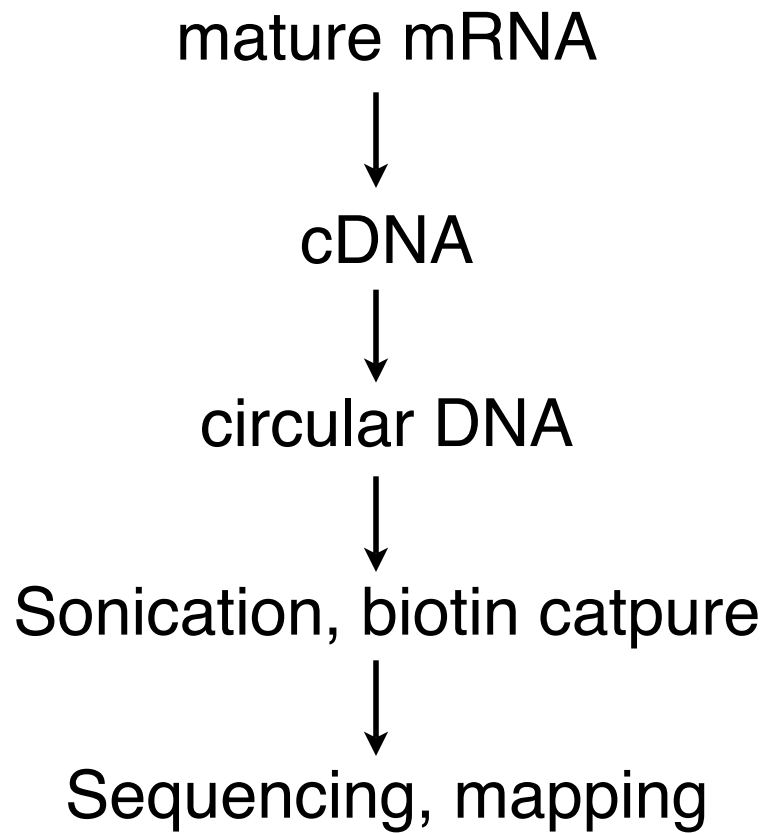 mature mRNA
cDNA
circular DNA
Sonication, biotin catpure
Sequencing, mapping